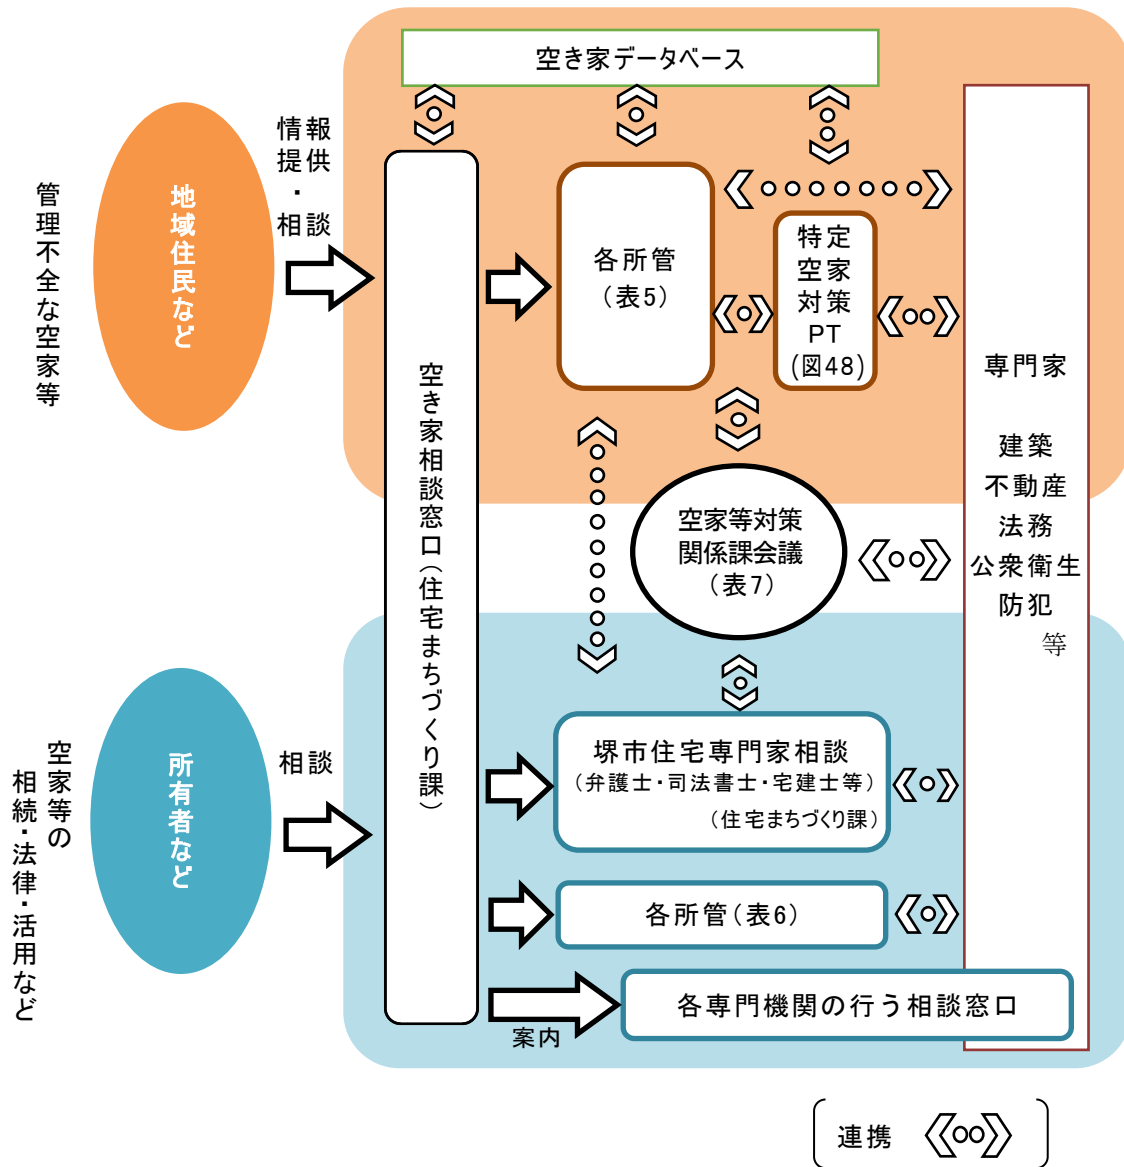 空き家データベース
情報
提供
・
相談
管理不全な空家等
地域住民など
各所管
（表5）
特定
空家
対策
PT
(図48)
専門家
建築
不動産
法務
公衆衛生
防犯
等
空き家相談窓口（住宅まちづくり課）
空家等対策
関係課会議
（表7）
空家等の
相続・法律・活用など
所有者など
相談
堺市住宅専門家相談
（弁護士・司法書士・宅建士等）
（住宅まちづくり課）
各所管（表6）
各専門機関の行う相談窓口
案内
連携